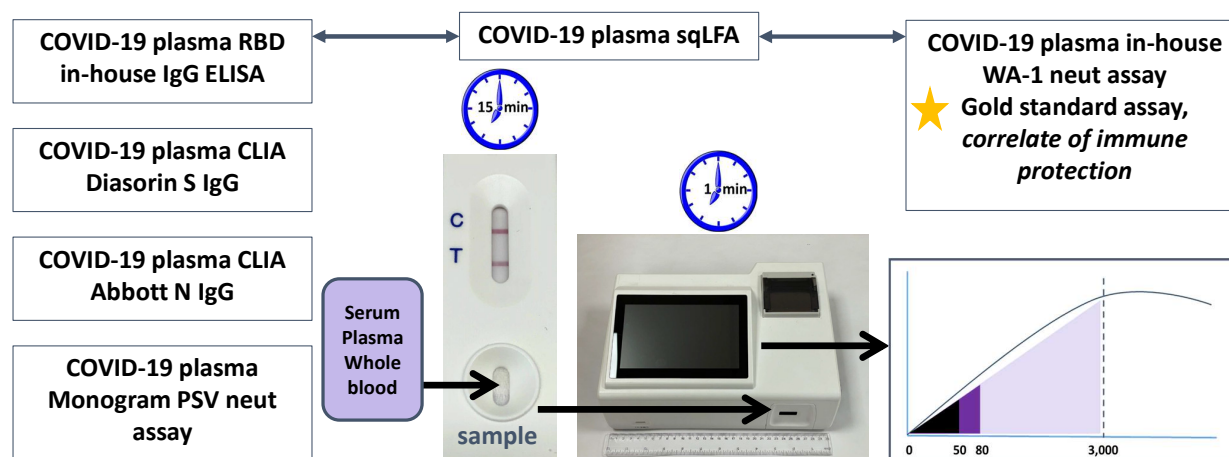 COVID-19 plasma RBD
in-house IgG ELISA
COVID-19 plasma CLIA
Diasorin S IgG
COVID-19 plasma CLIA
Abbott N IgG
COVID-19 plasma
Monogram PSV neut
assay
COVID-19 plasma sqLFA
15 min
C
T
Serum
Plasma
Whole
blood
sample
1 min
COVID-19 plasma in-house
WA-1 neut assay
Gold standard assay,
correlate of immune
protection
0 50 80 3,000